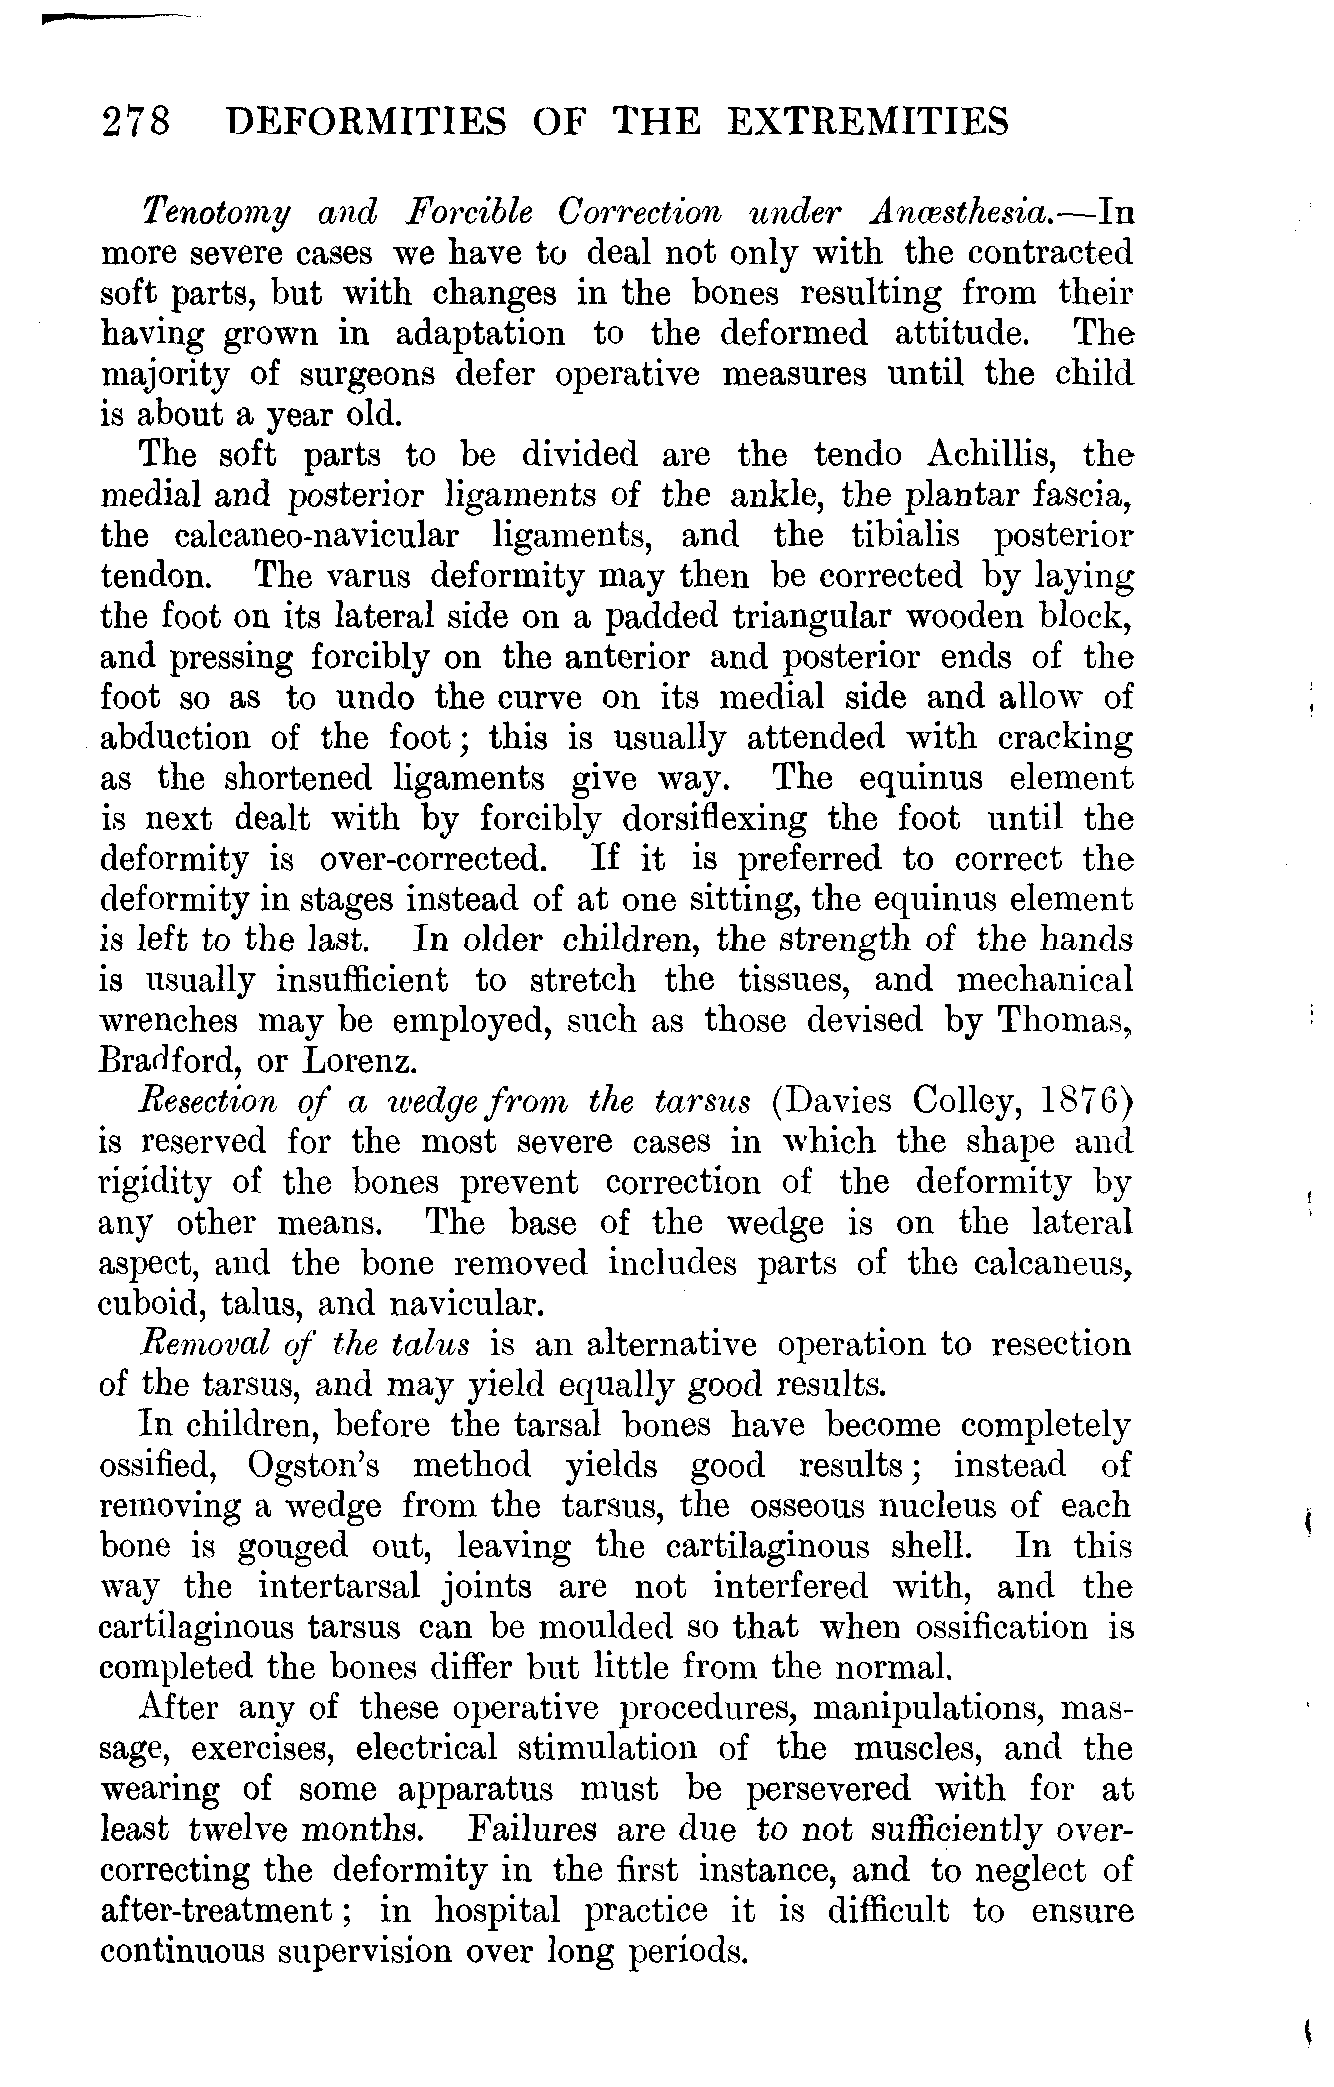 278 DEFORMITIES OF THE EXTREMITIES
Tenotomy and Forcible Correction under Anæsthesia.—In
more severe cases we have to deal not only with the contracted
soft parts, but with changes in the bones resulting from their
having grown in adaptation to the deformed attitude. The
majority of surgeons defer operative measures until the child
is about a year old.
The soft parts to be divided are the tendo Achillis, the
medial and posterior ligaments of the ankle, the plantar fascia,
the calcaneo-navicular ligaments, and the tibialis posterior
tendon. The varus deformity may then be corrected by laying
the foot on its lateral side on a padded triangular wooden block,
and pressing forcibly on the anterior and posterior ends of the
foot so as to undo the curve on its medial side and allow of
abduction of the foot; this is usually attended with cracking
as the shortened ligaments give way. The equinus element
is next dealt with by forcibly dorsiflexing the foot until the
deformity is over-corrected. If it is preferred to correct the
deformity in stages instead of at one sitting, the equinus element
is left to the last. In older children, the strength of the hands
is usually insufficient to stretch the tissues, and mechanical
wrenches may be employed, such as those devised by Thomas,
Bradford, or Lorenz.
Resection of a wedge from the tarsus (Davies Colley, 1876)
is reserved for the most severe cases in which the shape and
rigidity of the bones prevent correction of the deformity by
any other means. The base of the wedge is on the lateral
aspect, and the bone removed includes parts of the calcaneus,
cuboid, talus, and navicular.
Removal of the talus is an alternative operation to resection
of the tarsus, and may yield equally good results.
In children, before the tarsal bones have become completely
ossified, Ogston's method yields good results; instead of
removing a wedge from the tarsus, the osseous nucleus of each
bone is gouged out, leaving the cartilaginous shell. In this
way the intertarsal joints are not interfered with, and the
cartilaginous tarsus can be moulded so that when ossification is
completed the bones differ but little from the normal.
After any of these operative procedures, manipulations, mas-
sage, exercises, electrical stimulation of the muscles, and the
wearing of some apparatus must be persevered with for at
least twelve months. Failures are due to not sufficiently over-
correcting the deformity in the first instance, and to neglect of
after-treatment; in hospital practice it is difficult to ensure
continuous supervision over long periods.